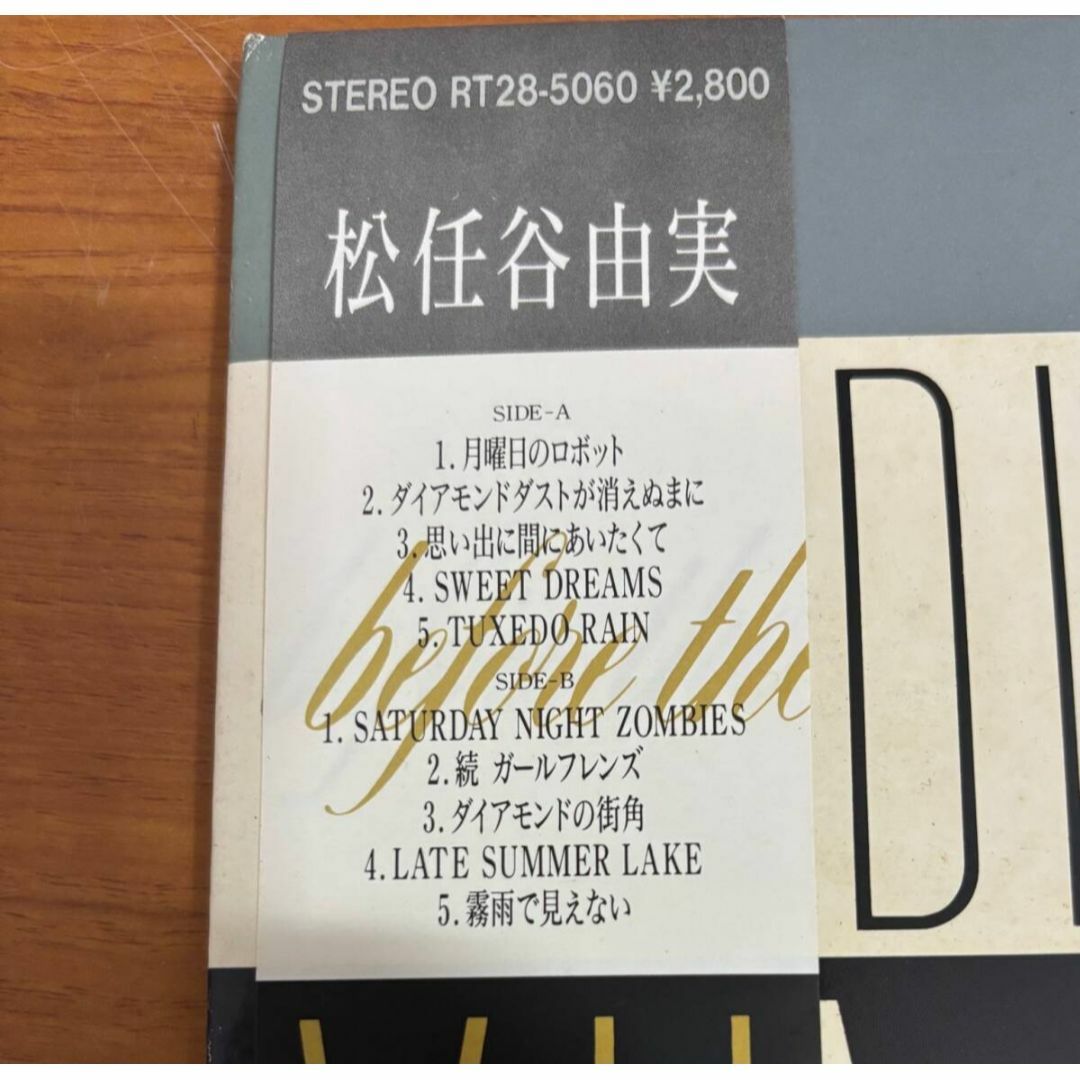 STEREO RT28-5060 ¥2,800
松任谷由実
SIDE-A
1.月曜日のロボット
2.ダイアモンドダストが消えぬまに
3.思い出に間にあいたくて
4. SWEET DREAMS
5. TUXEDO RAIN
before the
SIDE-B
1. SATURDAY NIGHT ZOMBIES
2.続 ガールフレンズ
3.ダイアモンドの街角
4. LATE SUMMER LAKE
5.霧雨で見えない